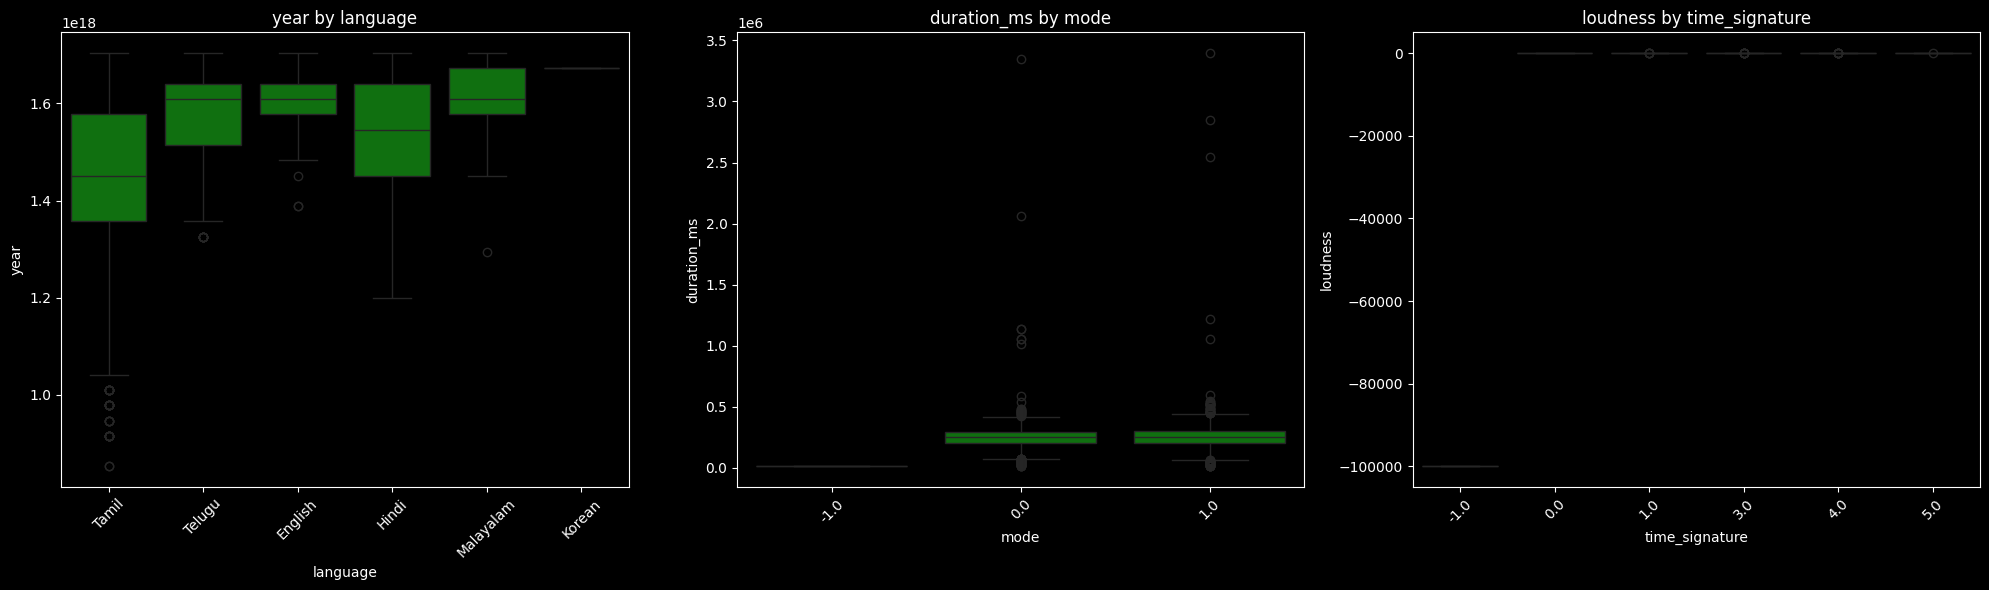 year by language
1e18
1.6
1.4
1.2
1.0
year
Tamil
Telugu
English
Hindi
Malayalam
Korean
language
duration_ms by mode
1e6
3.5
3.0
2.5
2.0
1.5
1.0
0.5
0.0
duration_ms
-1.0
0.0
1.0
mode
loudness by time_signature
0
−20000
−40000
−60000
−80000
−100000
loudness
-1.0
0.0
1.0
3.0
4.0
5.0
time_signature